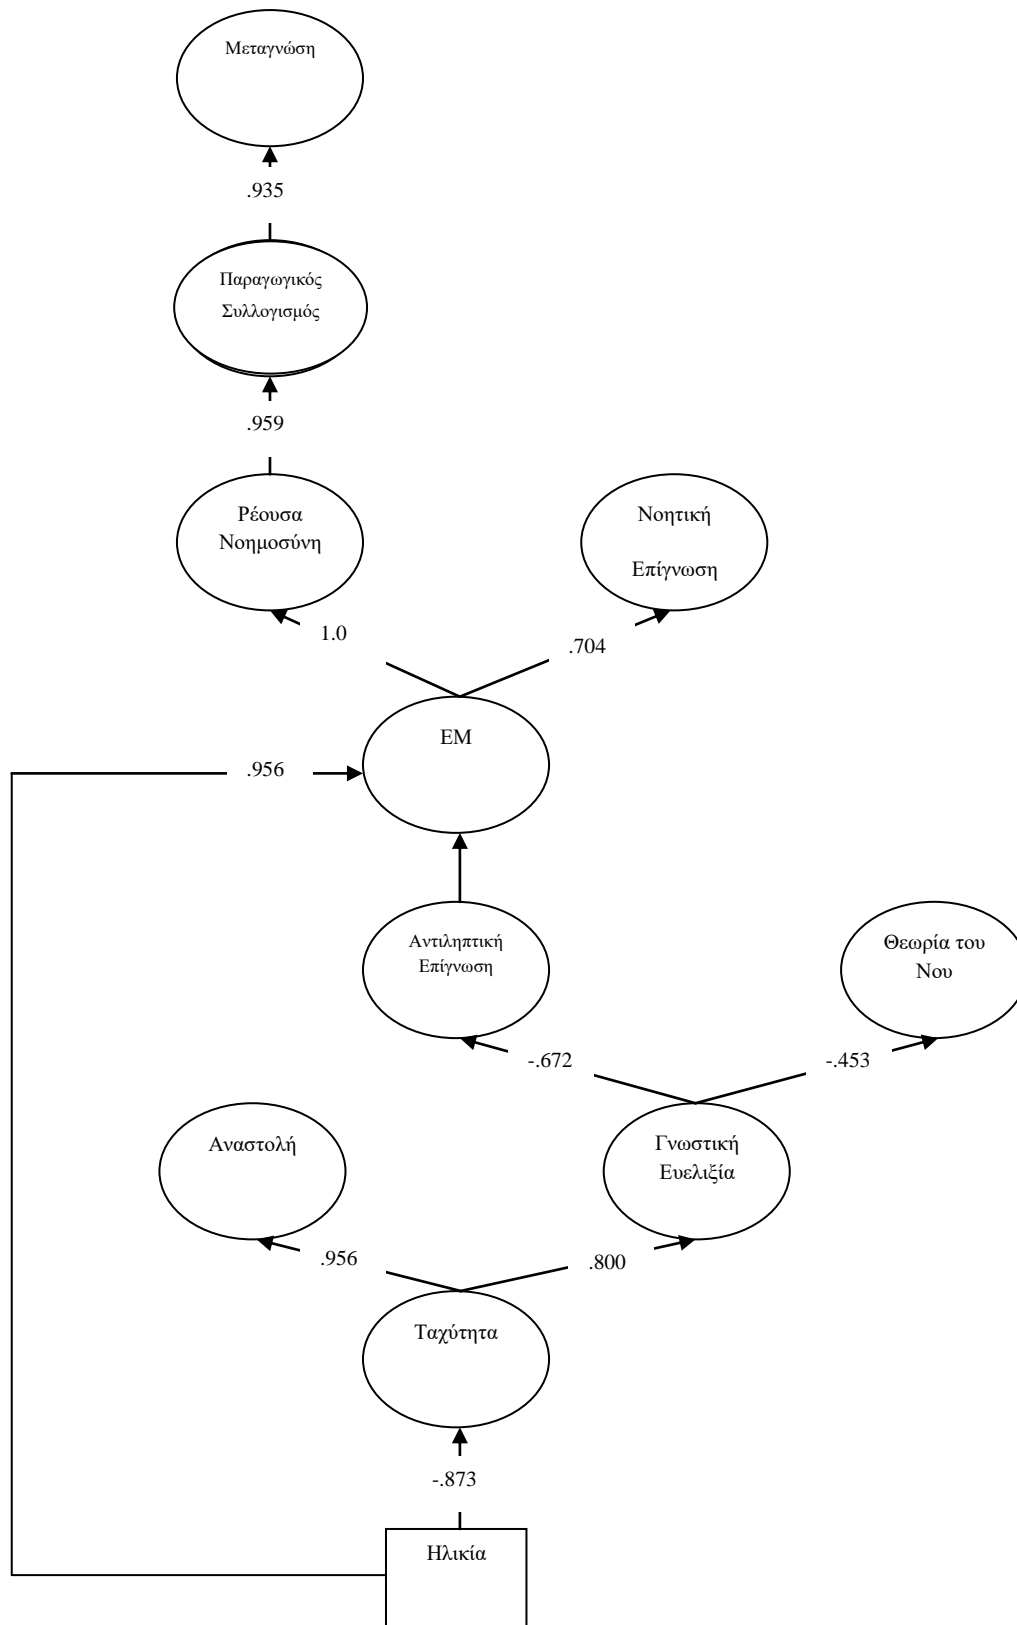 Μεταγνώση
.935
Παραγωγικός
Συλλογισμός
.959
Ρέουσα
Νοημοσύνη
Νοητική
Επίγνωση
1.0
.704
ΕΜ
.956
Αντιληπτική
Επίγνωση
Θεωρία του
Νου
-.672
-.453
Αναστολή
Γνωστική
Ευελιξία
.956
.800
Ταχύτητα
-.873
Ηλικία